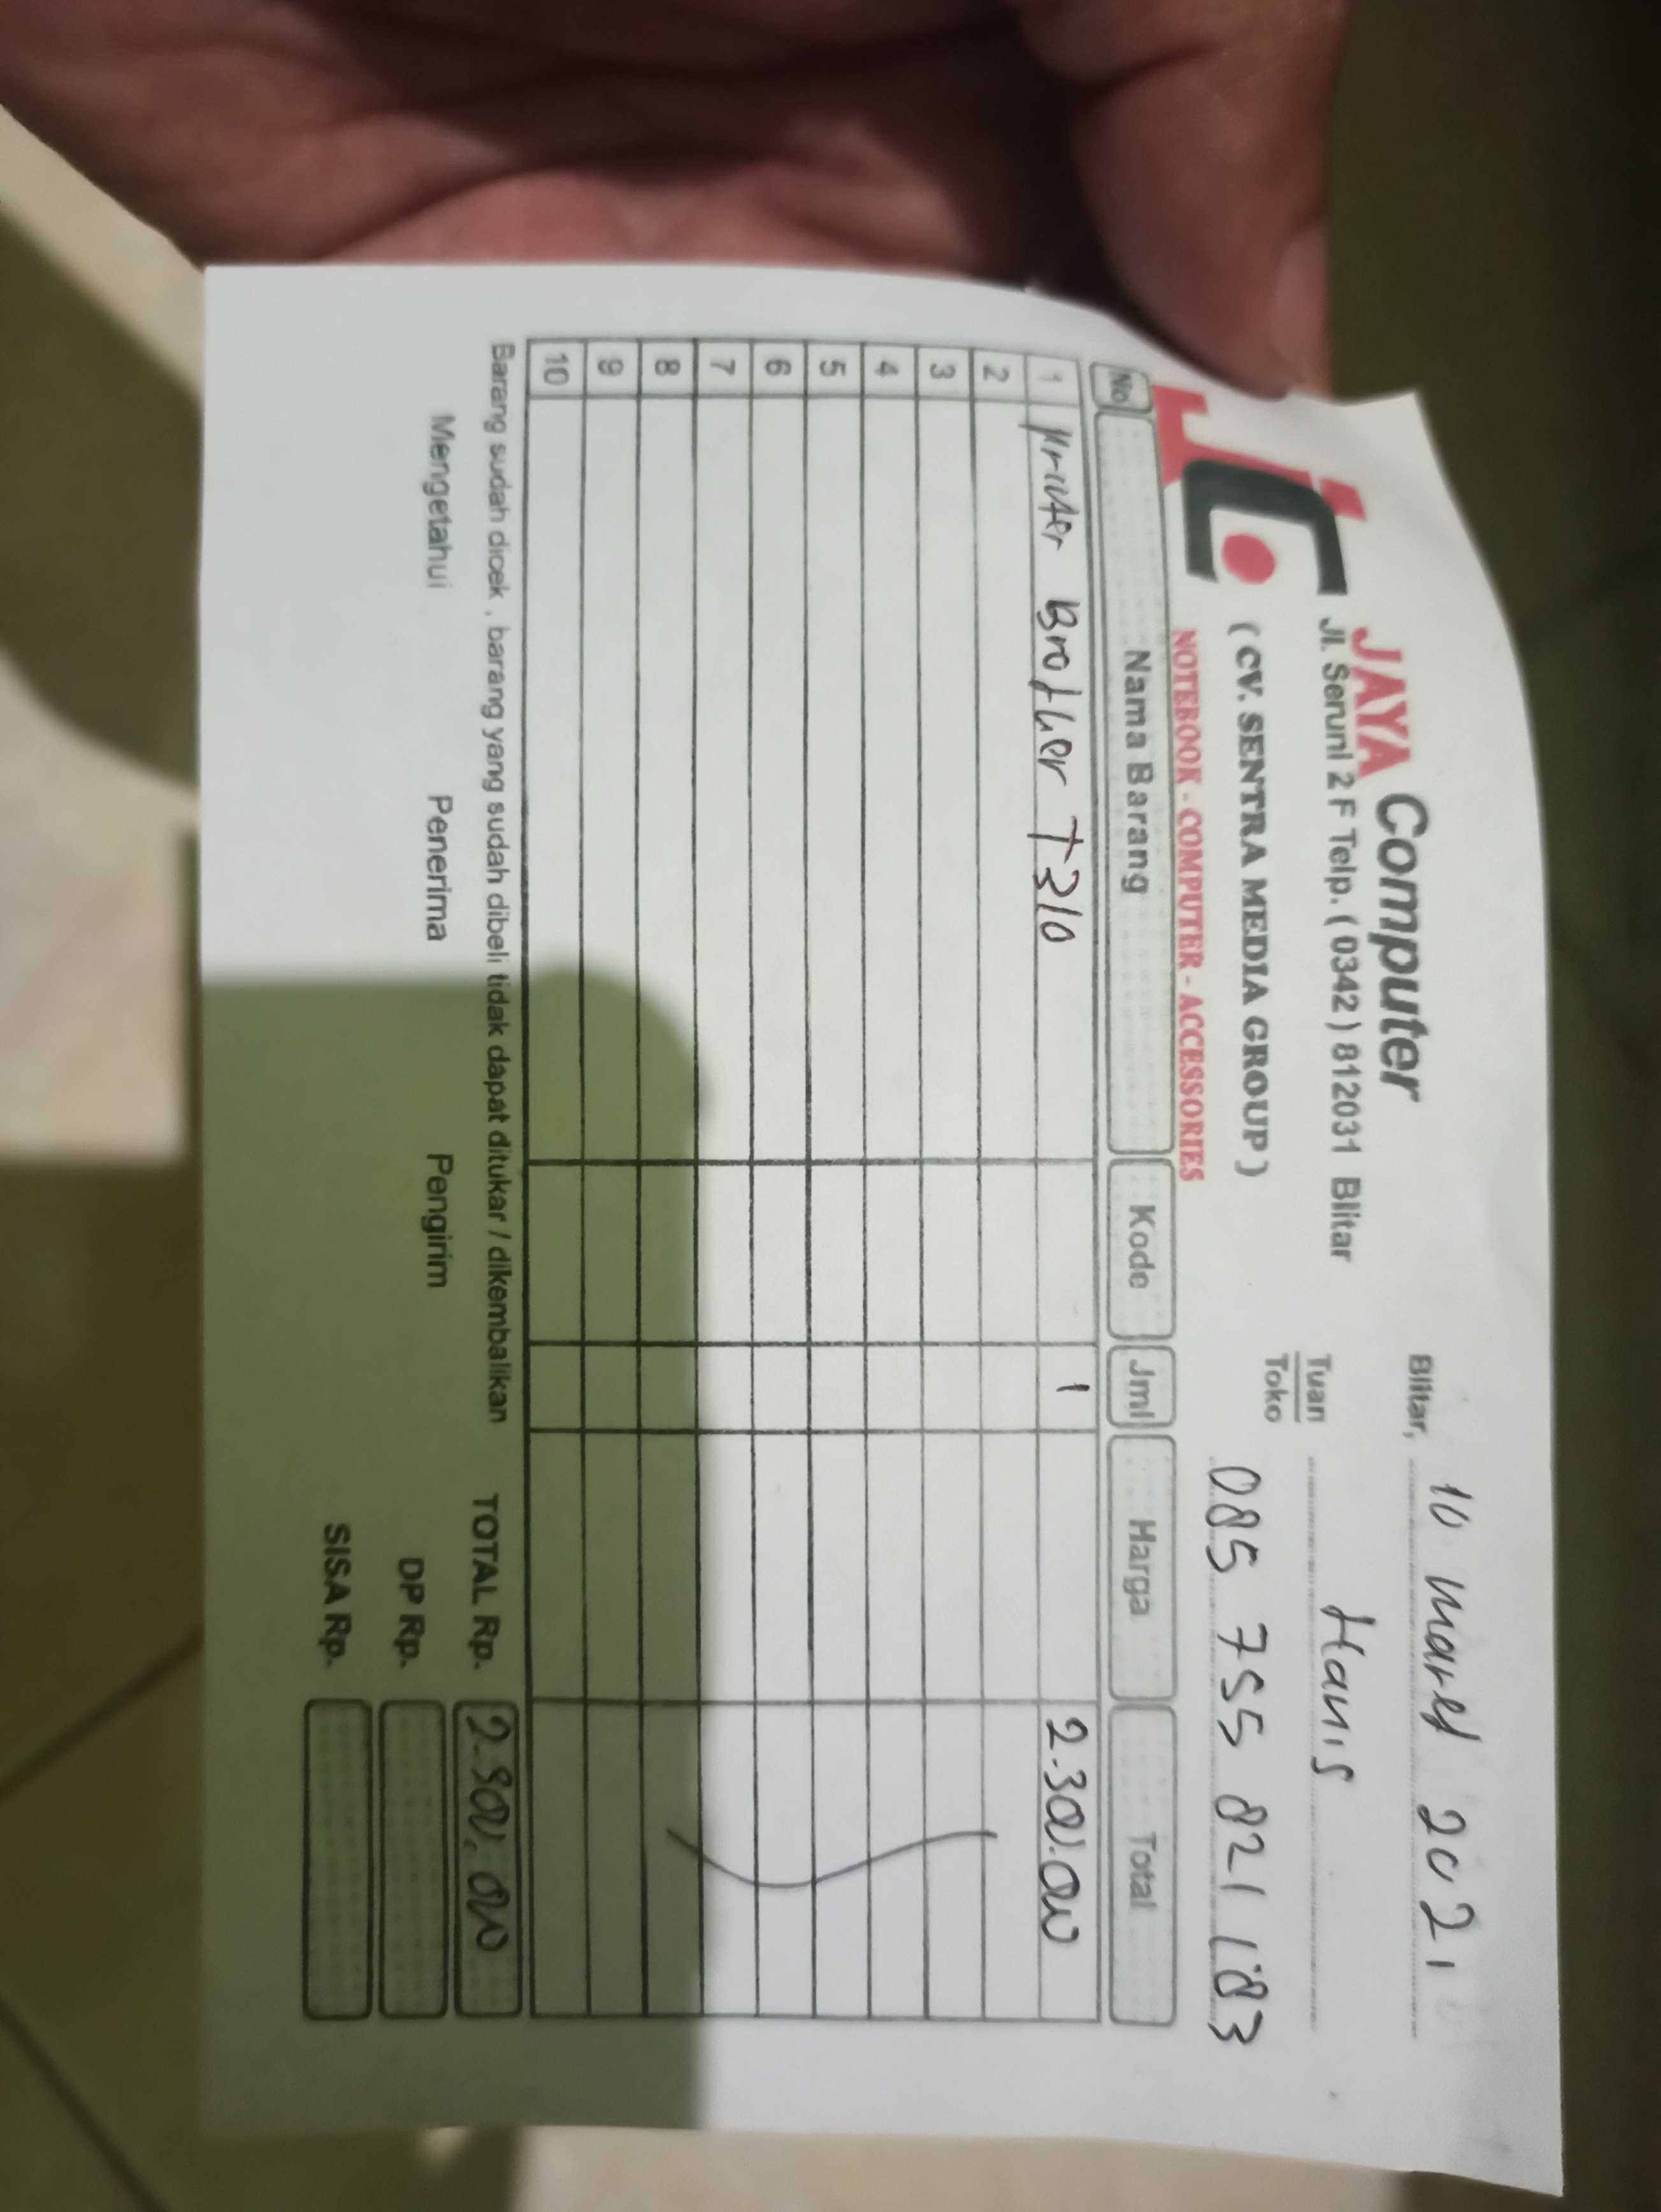 JAYA Computer
Jl. Seruni 2 F Telp. ( 0342 ) 812031 Blitar
( CV. SENTRA MEDIA GROUP )
NOTEBOOK - COMPUTER - ACCESSORIES
Blitar, 10 maret 2021
Tuan
Toko
Hanis
085 755 821 183
No Nama Barang Kode Jml Harga Total
1 printer Brother T310 1 2.300.000
2
3
4
5
6
7
8
9
10
Barang sudah dicek , barang yang sudah dibeli tidak dapat ditukar / dikembalikan
TOTAL Rp. 2.300.000
Mengetahui Penerima Pengirim
DP Rp.
SISA Rp.